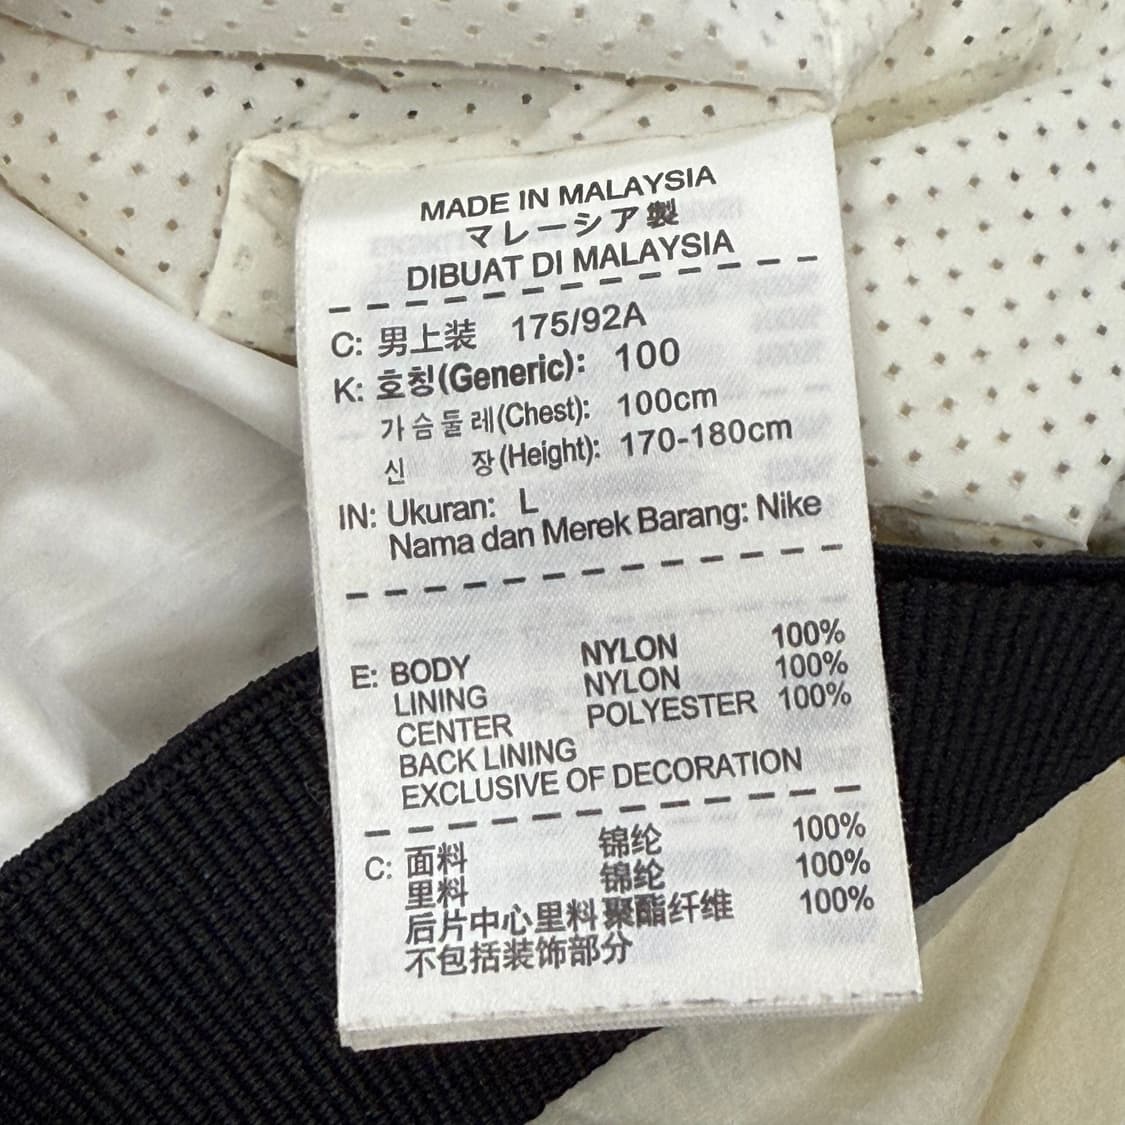 MADE IN MALAYSIA
マレーシア製
DIBUAT DI MALAYSIA
C: 男上装 175/92A
K: 호칭(Generic): 100
가슴둘레(Chest): 100cm
신 장(Height): 170-180cm
IN: Ukuran: L
Nama dan Merek Barang: Nike
E: BODY NYLON 100%
LINING NYLON 100%
CENTER POLYESTER 100%
BACK LINING
EXCLUSIVE OF DECORATION
C: 面料 锦纶 100%
里料 锦纶 100%
后片中心里料 聚酯纤维 100%
不包括装饰部分